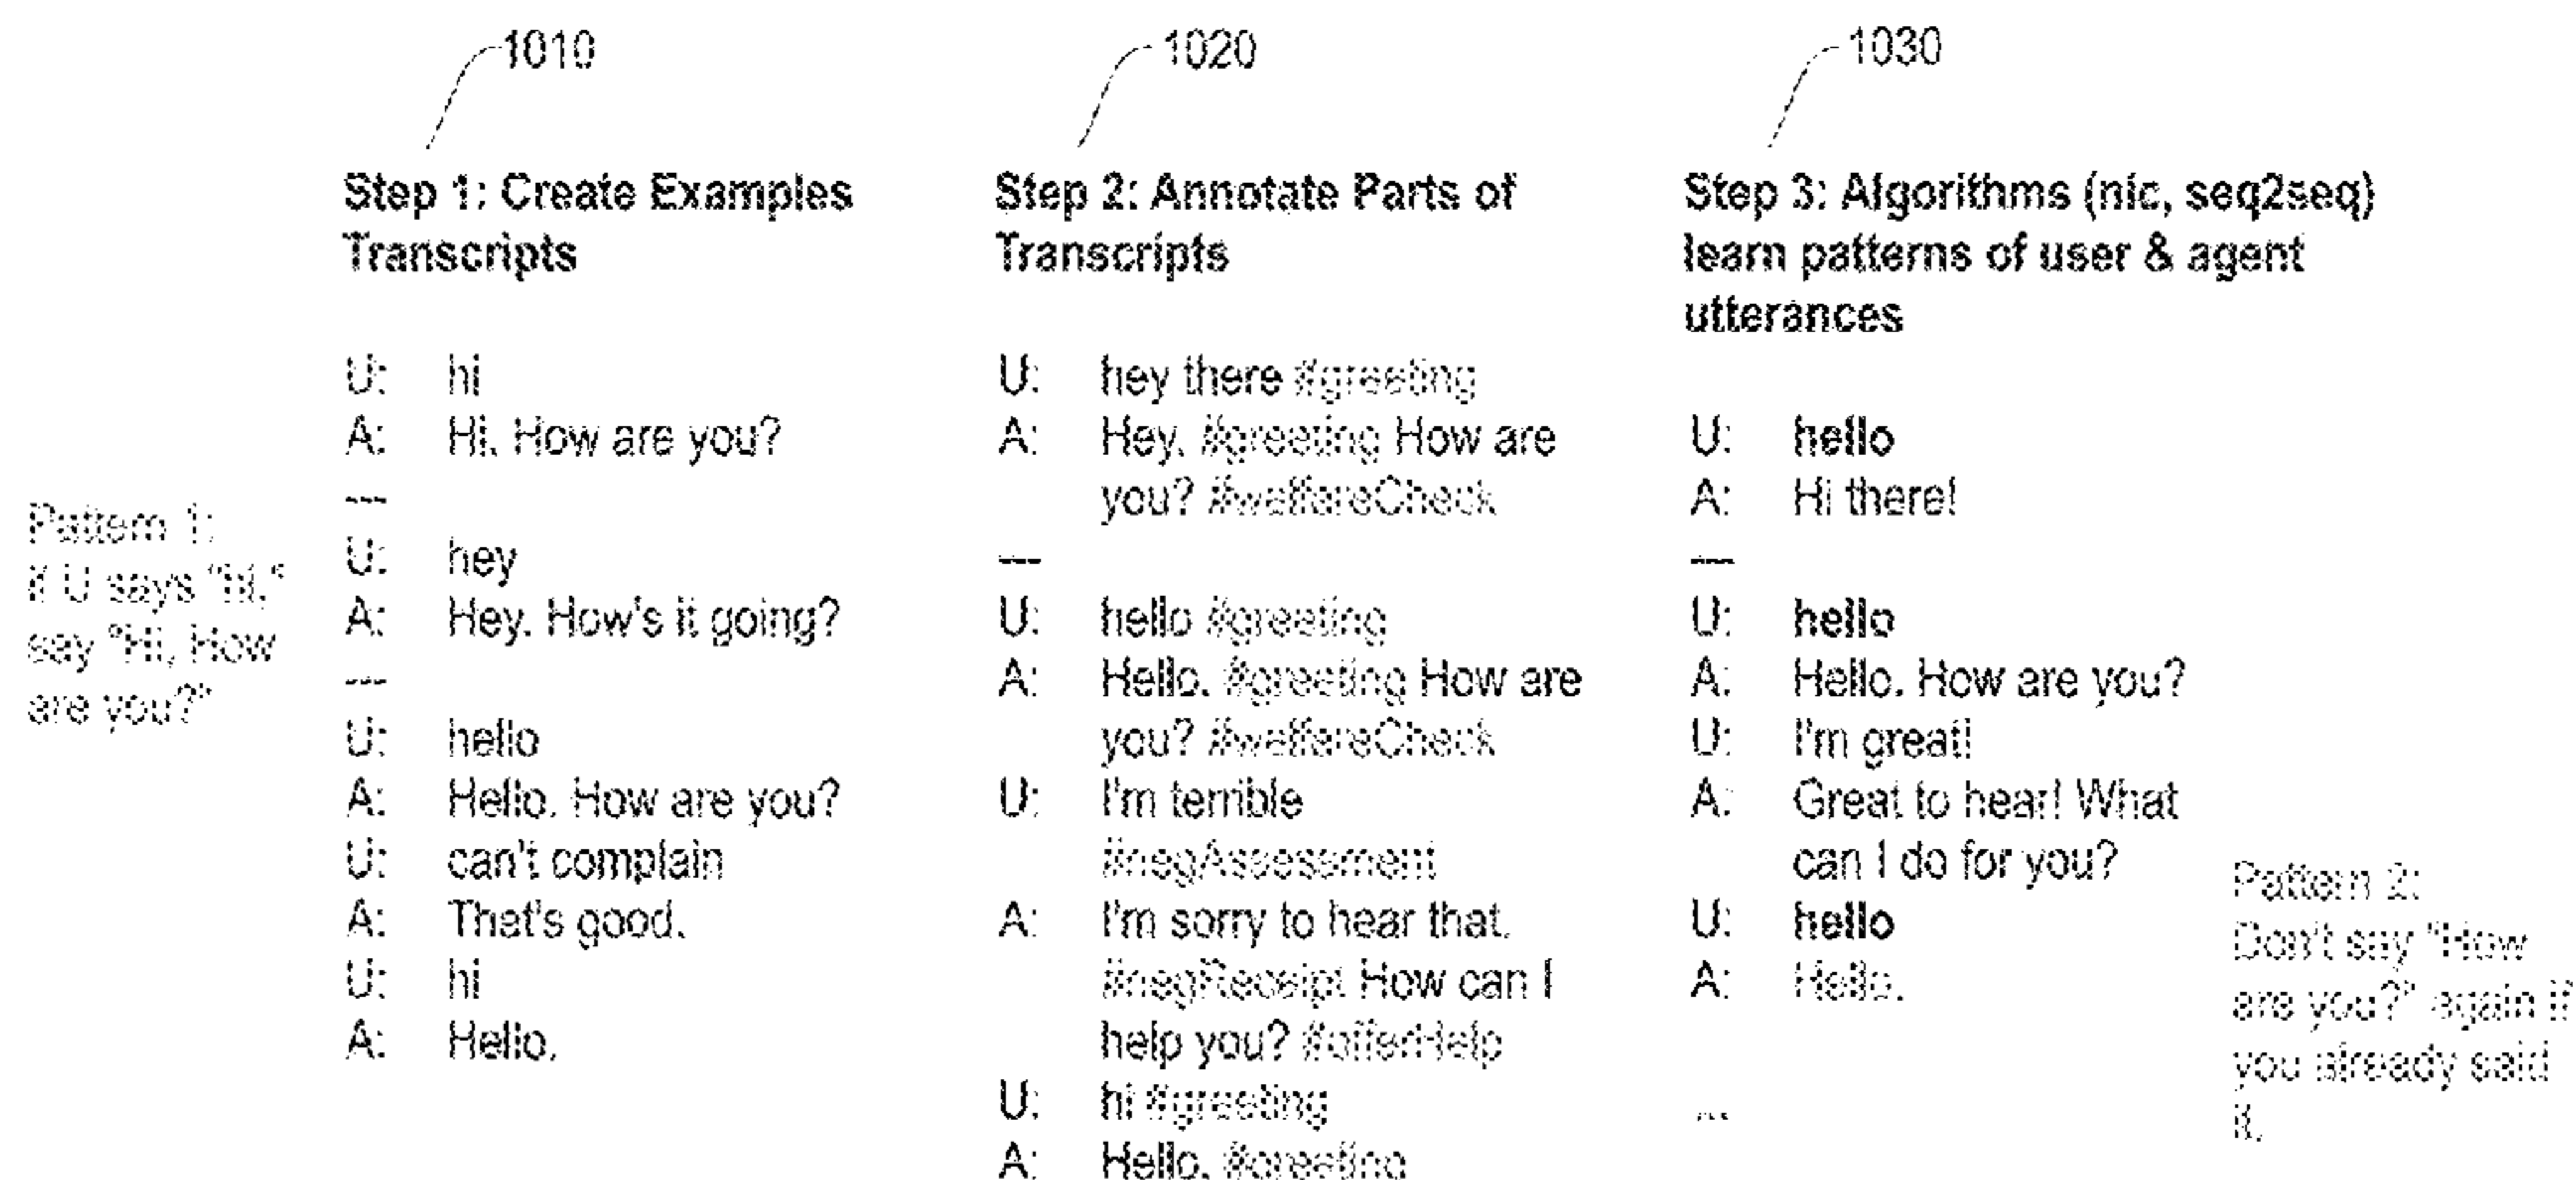 1010
Step 1: Create Examples
Transcripts
U: hi
A: Hi. How are you?
---
U: hey
A: Hey. How's it going?
---
U: hello
A: Hello. How are you?
U: can't complain
A: That's good.
U: hi
A: Hello.
Pattern 1:
if U says "hi,"
say "Hi, How
are you?"
1020
Step 2: Annotate Parts of
Transcripts
U: hey there #greeting
A: Hey. #greeting How are
you? #welfareCheck
---
U: hello #greeting
A: Hello. #greeting How are
you? #welfareCheck
U: I'm terrible
#negAssessment
A: I'm sorry to hear that.
#negReceipt How can I
help you? #offerHelp
U: hi #greeting
A: Hello. #greeting
1030
Step 3: Algorithms (nlc, seq2seq)
learn patterns of user & agent
utterances
U: hello
A: Hi there!
---
U: hello
A: Hello. How are you?
U: I'm great!
A: Great to hear! What
can I do for you?
U: hello
A: Hello.
...
Pattern 2:
Don't say "How
are you?" again if
you already said
it.